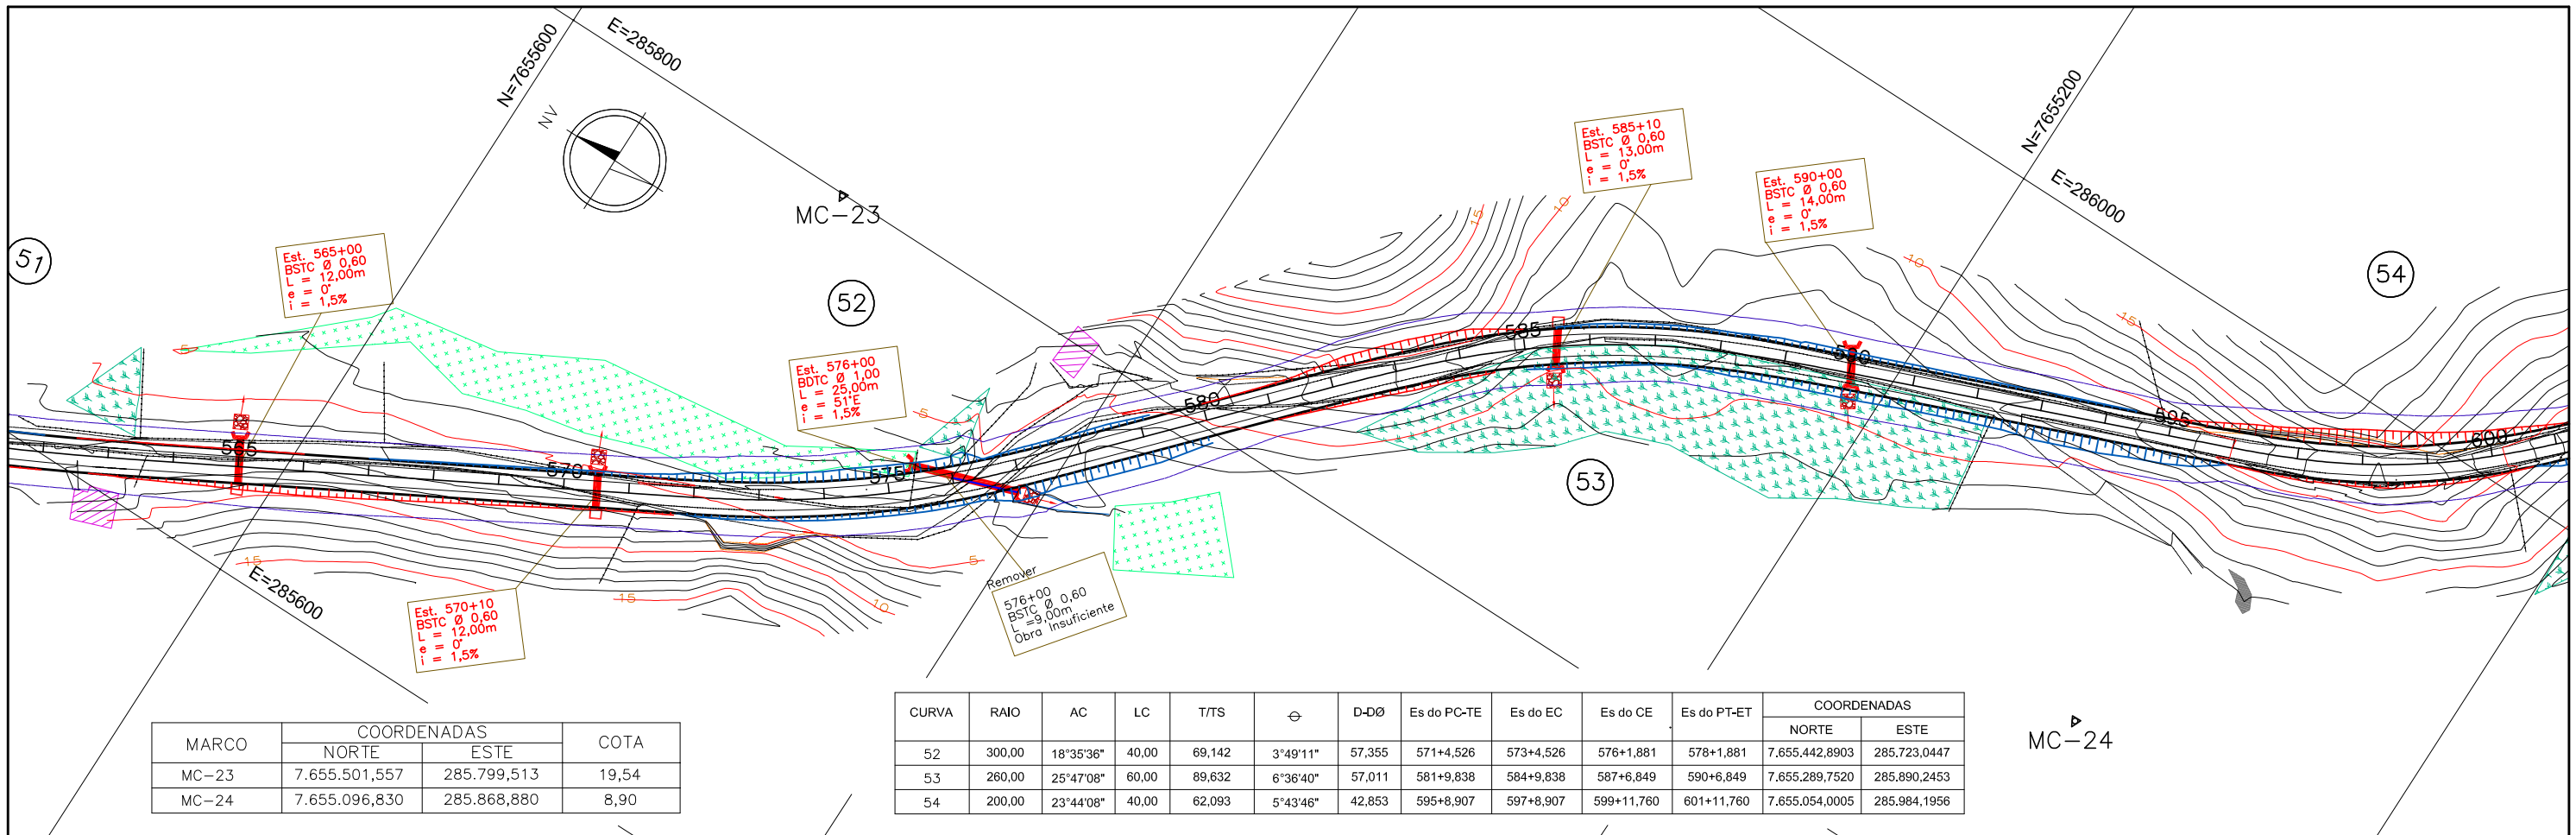 N=7655600
E=285800
NV
MC-23
N=7655200
E=286000
51
52
53
54
Est. 565+00
BSTC Ø 0,60
L = 12,00m
e = 0°
i = 1,5%
Est. 576+00
BDTC Ø 1,00
L = 25,00m
e = 51°E
i = 1,5%
Est. 585+10
BSTC Ø 0,60
L = 13,00m
e = 0°
i = 1,5%
Est. 590+00
BSTC Ø 0,60
L = 14,00m
e = 0°
i = 1,5%
Est. 570+10
BSTC Ø 0,60
L = 12,00m
e = 0°
i = 1,5%
Remover
576+00
BSTC Ø 0,60
L =9,00m
Obra Insuficiente
565
570
575
580
585
590
595
600
5
5
5
15
15
10
15
10
10
15
E=285600
MC-24
MARCO COORDENADAS COTA
NORTE ESTE
MC-23 7.655.501,557 285.799,513 19,54
MC-24 7.655.096,830 285.868,880 8,90
CURVA RAIO AC LC T/TS ⦵ D-DØ Es do PC-TE Es do EC Es do CE Es do PT-ET COORDENADAS
NORTE ESTE
52 300,00 18°35'36" 40,00 69,142 3°49'11" 57,355 571+4,526 573+4,526 576+1,881 578+1,881 7.655.442,8903 285.723,0447
53 260,00 25°47'08" 60,00 89,632 6°36'40" 57,011 581+9,838 584+9,838 587+6,849 590+6,849 7.655.289,7520 285.890,2453
54 200,00 23°44'08" 40,00 62,093 5°43'46" 42,853 595+8,907 597+8,907 599+11,760 601+11,760 7.655.054,0005 285.984,1956